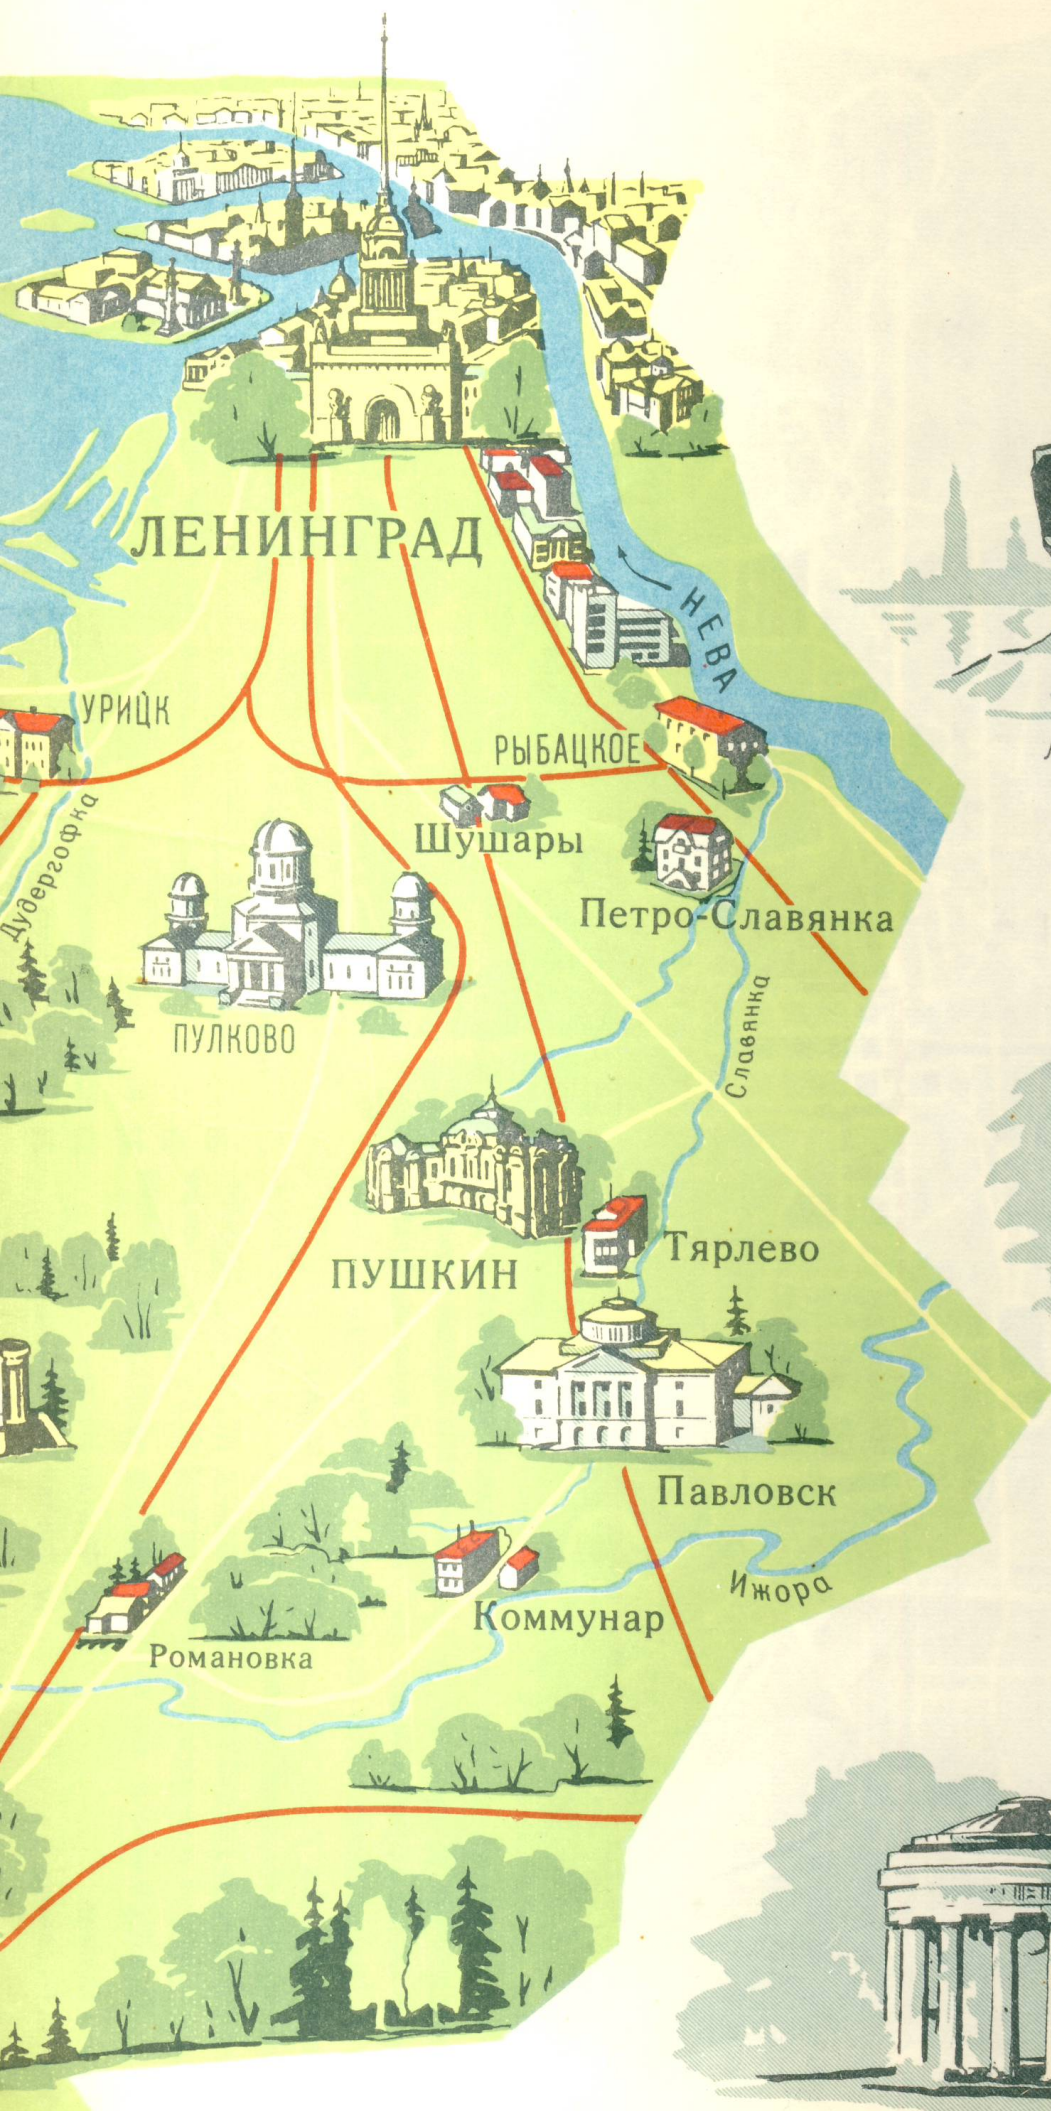 ЛЕНИНГРАД
НЕВА
УРИЦК
РЫБАЦКОЕ
Дудергофка
Шушары
Петро-Славянка
Славянка
ПУЛКОВО
Тярлево
ПУШКИН
Павловск
Ижора
Коммунар
Романовка